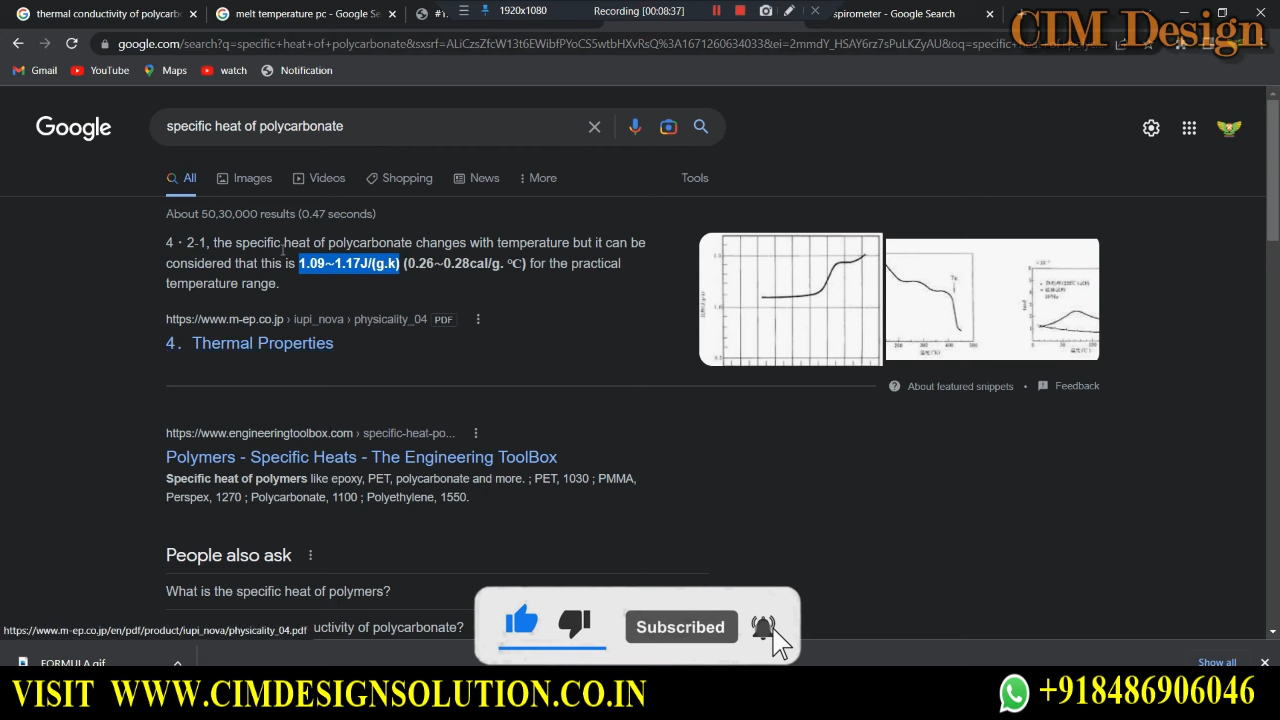 thermal conductivity of polycarb
melt temperature pc - Google Se
1920x1080
Recording [00:08:37]
spirometer - Google Search
CIM Design
google.com/search?q=specific+heat+of+polycarbonate&sxsrf=
Gmail
YouTube
Maps
watch
Notification
Google
specific heat of polycarbonate
All
Images
Videos
Shopping
News
More
Tools
About 50,30,000 results (0.47 seconds)
4・2-1, the specific heat of polycarbonate changes with temperature but it can be
considered that this is 1.09~1.17J/(g.k) (0.26~0.28cal/g. ℃) for the practical
temperature range.
https://www.m-ep.co.jp › iupi_nova › physicality_04 PDF
4．Thermal Properties
About featured snippets • Feedback
https://www.engineeringtoolbox.com › specific-heat-po...
Polymers - Specific Heats - The Engineering ToolBox
Specific heat of polymers like epoxy, PET, polycarbonate and more. ; PET, 1030 ; PMMA,
Perspex, 1270 ; Polycarbonate, 1100 ; Polyethylene, 1550.
People also ask
What is the specific heat of polymers?
https://www.m-ep.co.jp/en/pdf/product/iupi_nova/physicality_04.pdf
uctivity of polycarbonate?
Subscribed
FORMULA.gif
Show all
VISIT WWW.CIMDESIGNSOLUTION.CO.IN
+918486906046